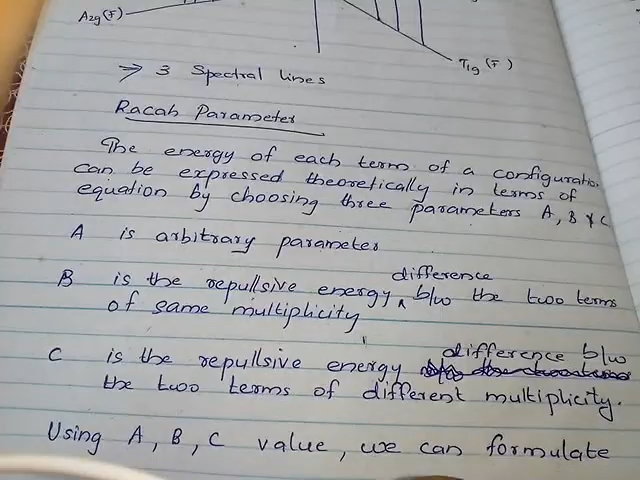 A2g(F)
T1g (F)
⇒ 3 Spectral lines
Racah Parameter
The energy of each term of a configuration
can be expressed theoretically in terms of
equation by choosing three parameters A, B & C
A is arbitrary parameter
difference
B is the repullsive energy ^ b/w the two terms
of same multiplicity
C is the repullsive energy difference b/w
the two terms of different multiplicity.
Using A, B, C value, we can formulate